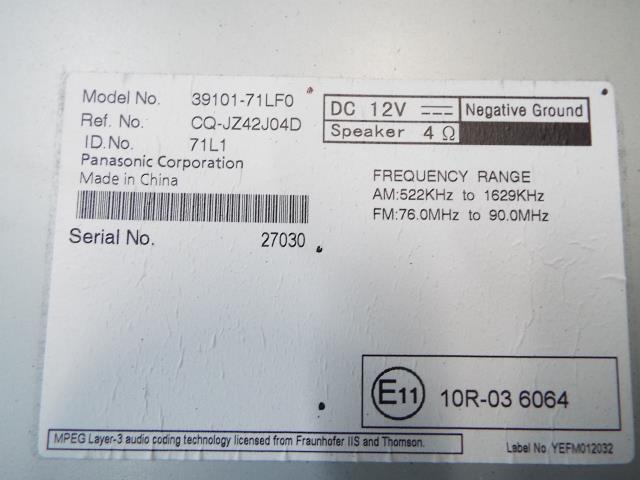 Model No. 39101-71LF0
Ref. No. CQ-JZ42J04D
ID.No. 71L1
Panasonic Corporation
Made in China
Serial No. 27030
DC 12V Negative Ground
Speaker 4Ω
FREQUENCY RANGE
AM:522KHz to 1629KHz
FM:76.0MHz to 90.0MHz
E11 10R-03 6064
MPEG Layer-3 audio coding technology licensed from Fraunhofer IIS and Thomson.
Label No. YEFM012032